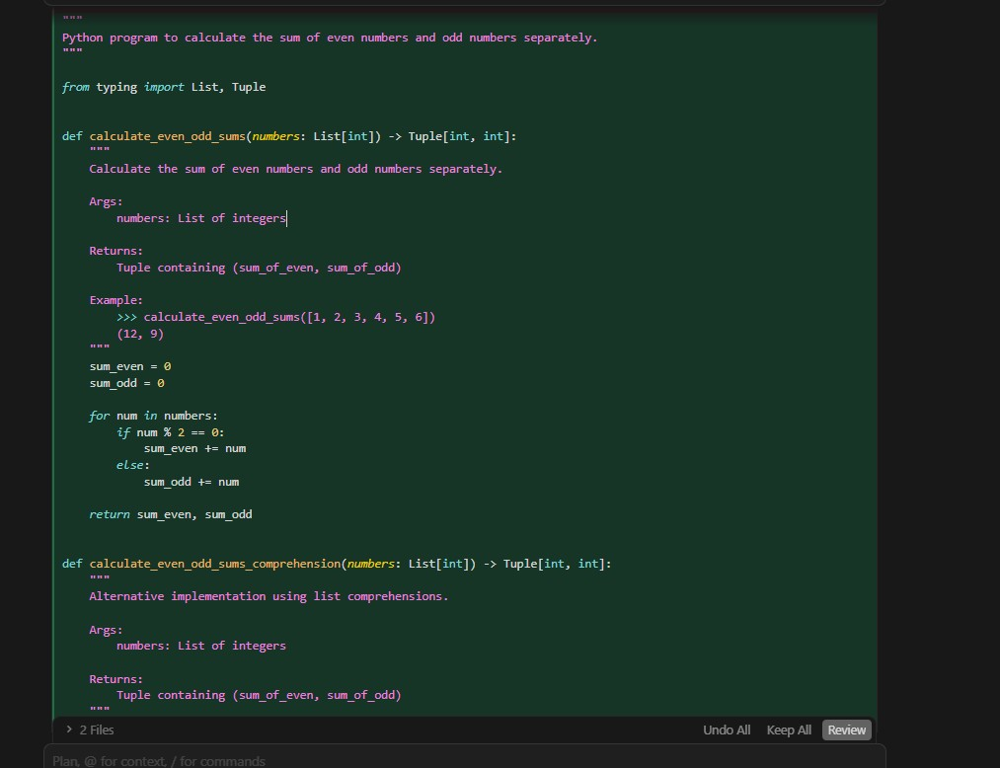 """
Python program to calculate the sum of even numbers and odd numbers separately.
"""
from typing import List, Tuple
def calculate_even_odd_sums(numbers: List[int]) -> Tuple[int, int]:
    """
    Calculate the sum of even numbers and odd numbers separately.
    Args:
        numbers: List of integers
    Returns:
        Tuple containing (sum_of_even, sum_of_odd)
    Example:
        >>> calculate_even_odd_sums([1, 2, 3, 4, 5, 6])
        (12, 9)
    """
    sum_even = 0
    sum_odd = 0
    for num in numbers:
        if num % 2 == 0:
            sum_even += num
        else:
            sum_odd += num
    return sum_even, sum_odd
def calculate_even_odd_sums_comprehension(numbers: List[int]) -> Tuple[int, int]:
    """
    Alternative implementation using list comprehensions.
    Args:
        numbers: List of integers
    Returns:
        Tuple containing (sum_of_even, sum_of_odd)
    """
> 2 Files Undo All Keep All Review
Plan, @ for context, / for commands